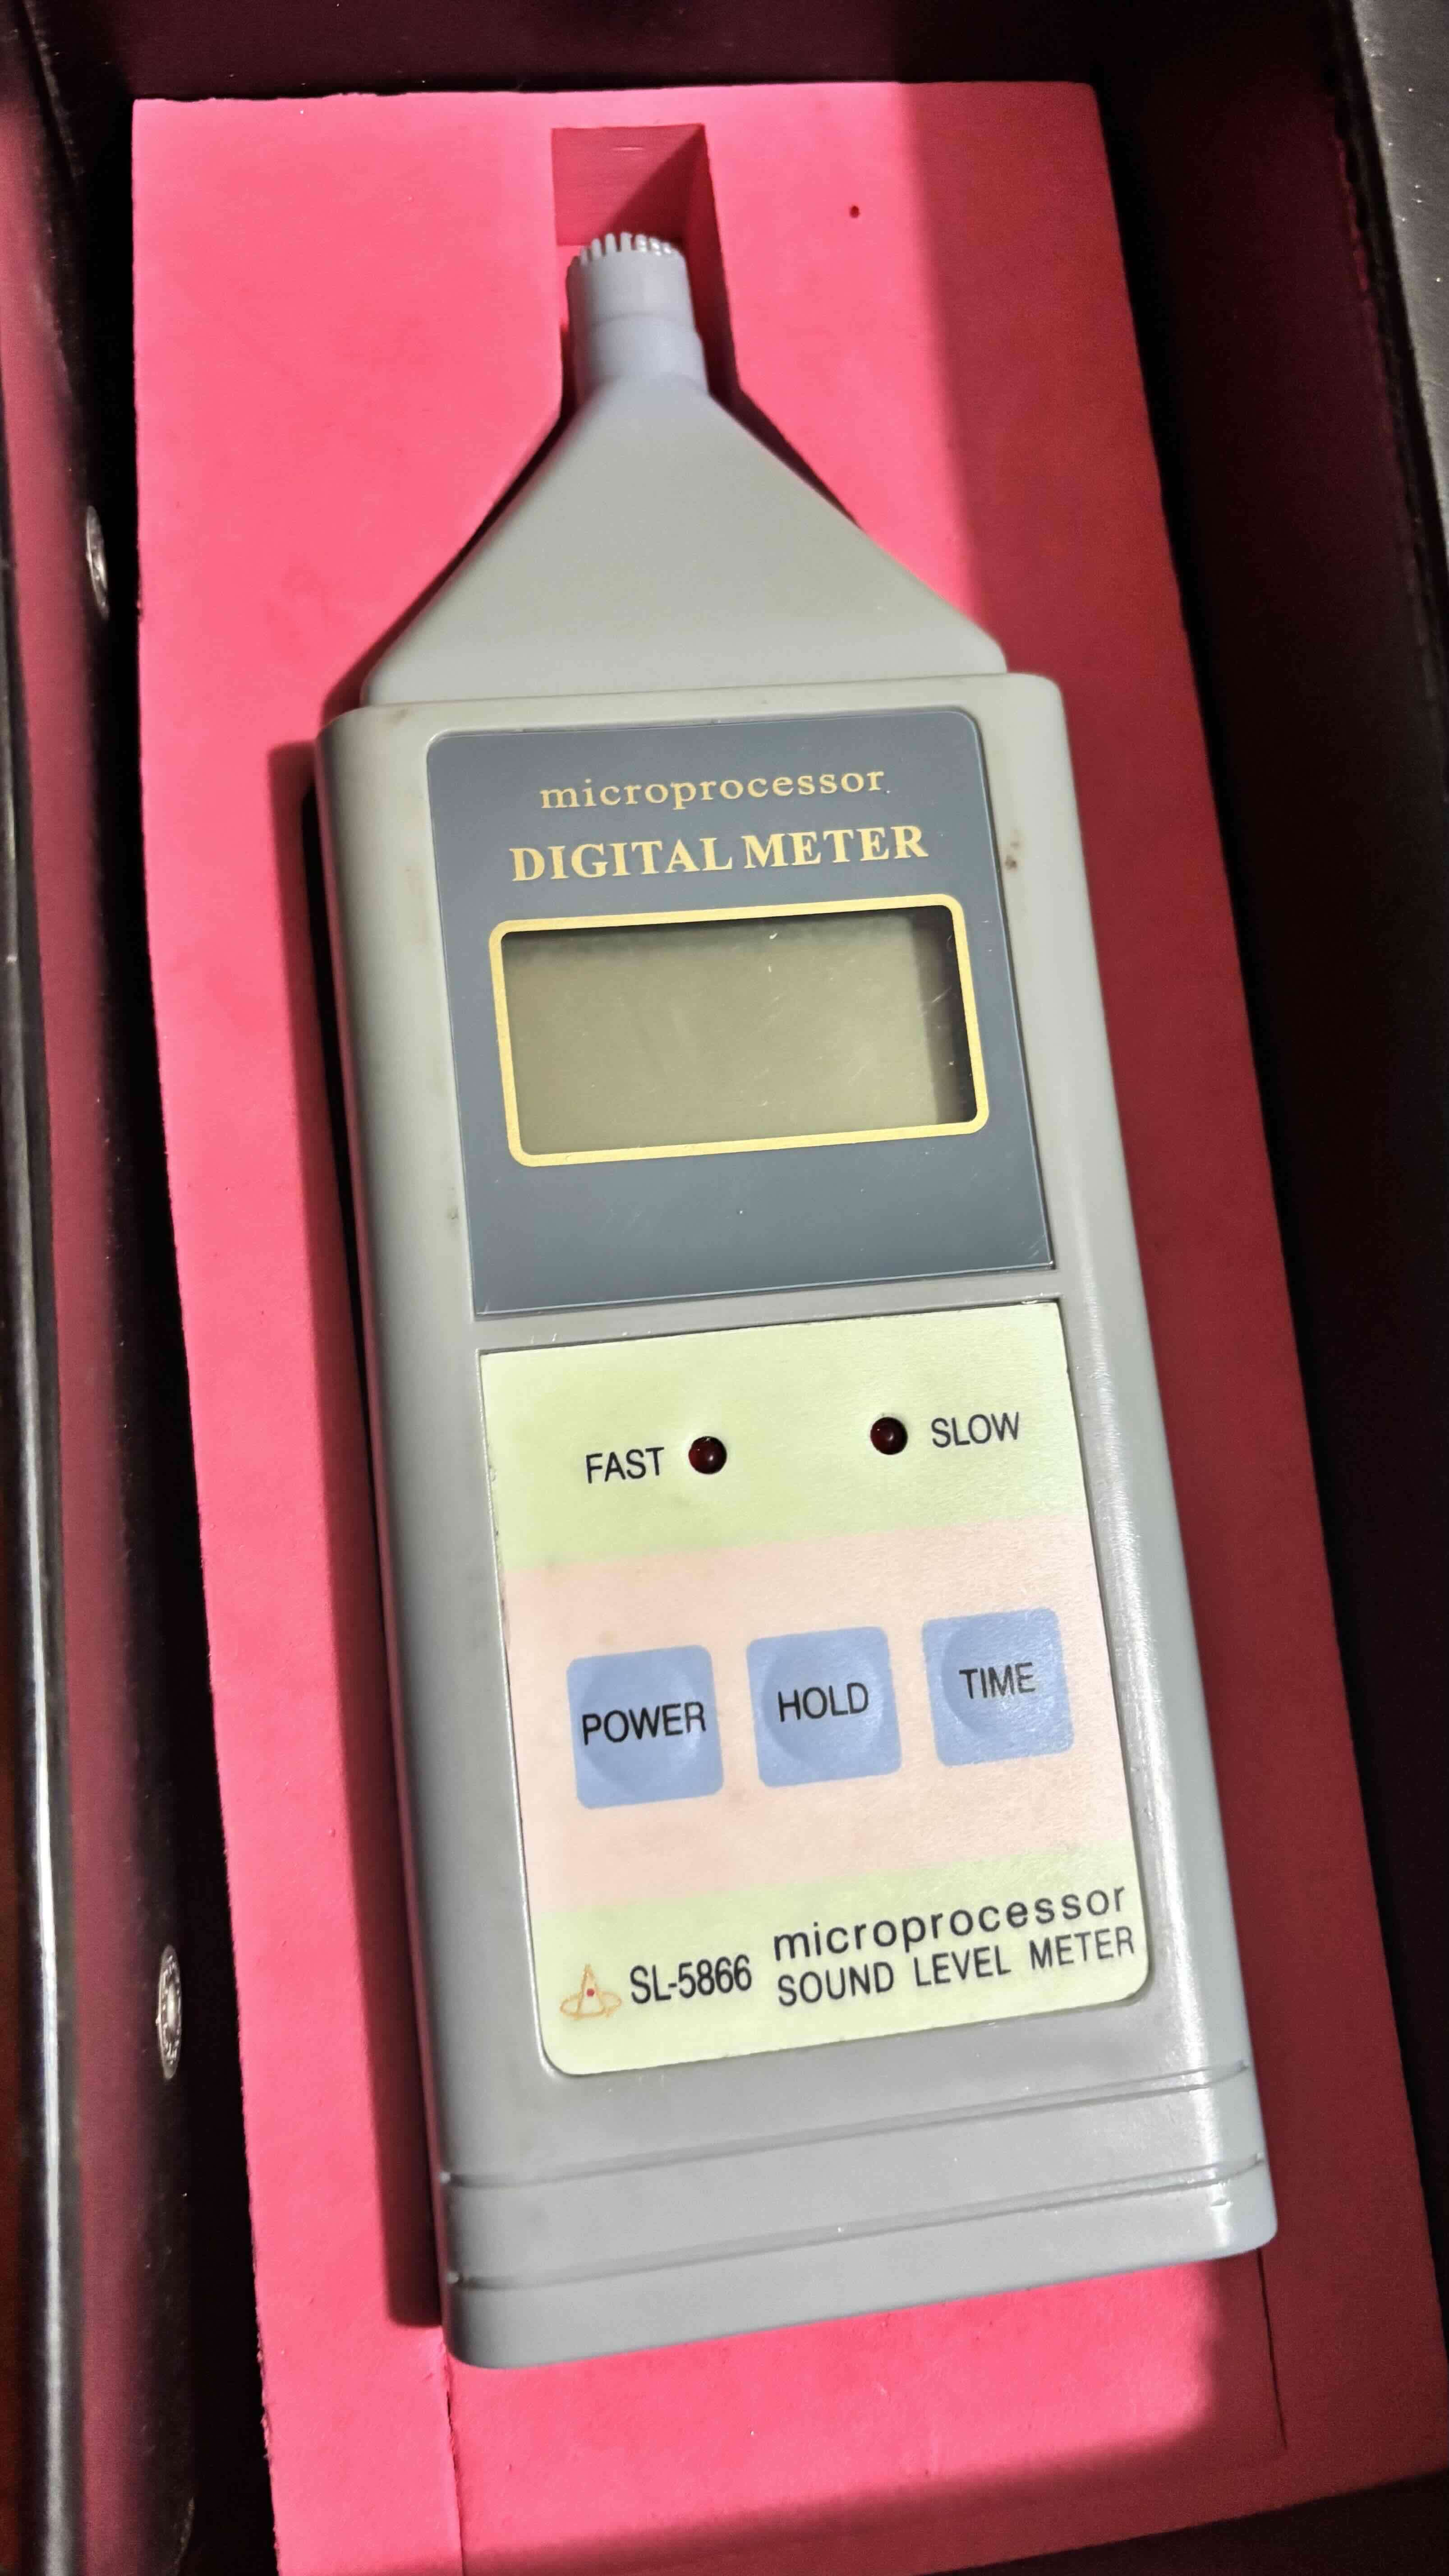 microprocessor
DIGITAL METER
FAST SLOW
POWER HOLD TIME
SL-5866 microprocessor
SOUND LEVEL METER